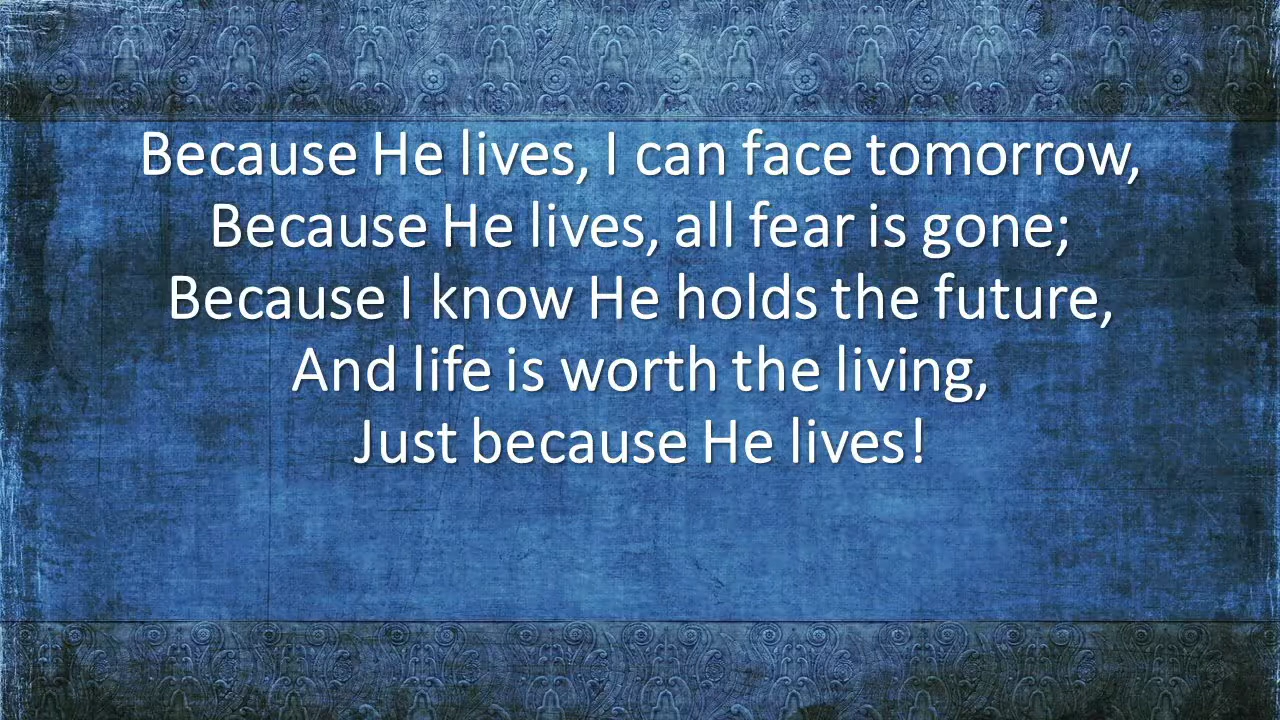 Because He lives, I can face tomorrow,
Because He lives, all fear is gone;
Because I know He holds the future,
And life is worth the living,
Just because He lives!